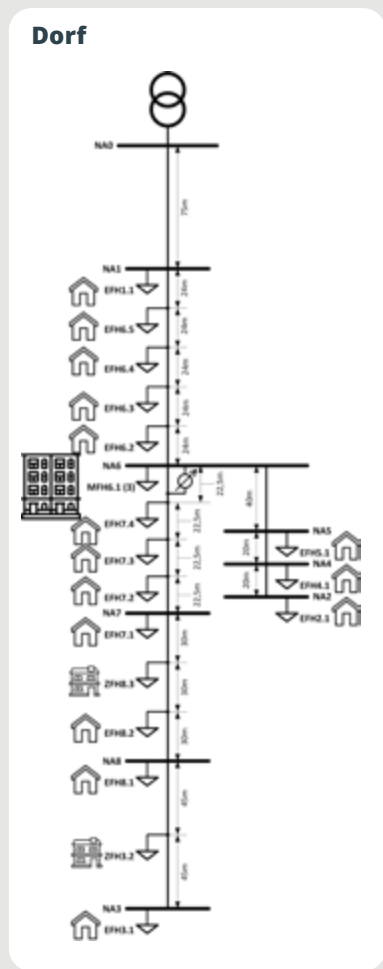 Dorf
NA0
75m
NA1
24m
EFH1.1
24m
EFH6.5
24m
EFH6.4
24m
EFH6.3
24m
EFH6.2
NA6
MFH6.1 (3)
22,5m
40m
EFH7.4
22,5m
NA5
EFH5.1
20m
EFH7.3
22,5m
NA4
EFH4.1
20m
EFH7.2
22,5m
NA2
EFH2.1
NA7
EFH7.1
30m
ZFH8.3
30m
EFH8.2
30m
NA8
EFH8.1
45m
ZFH3.2
45m
NA3
EFH3.1